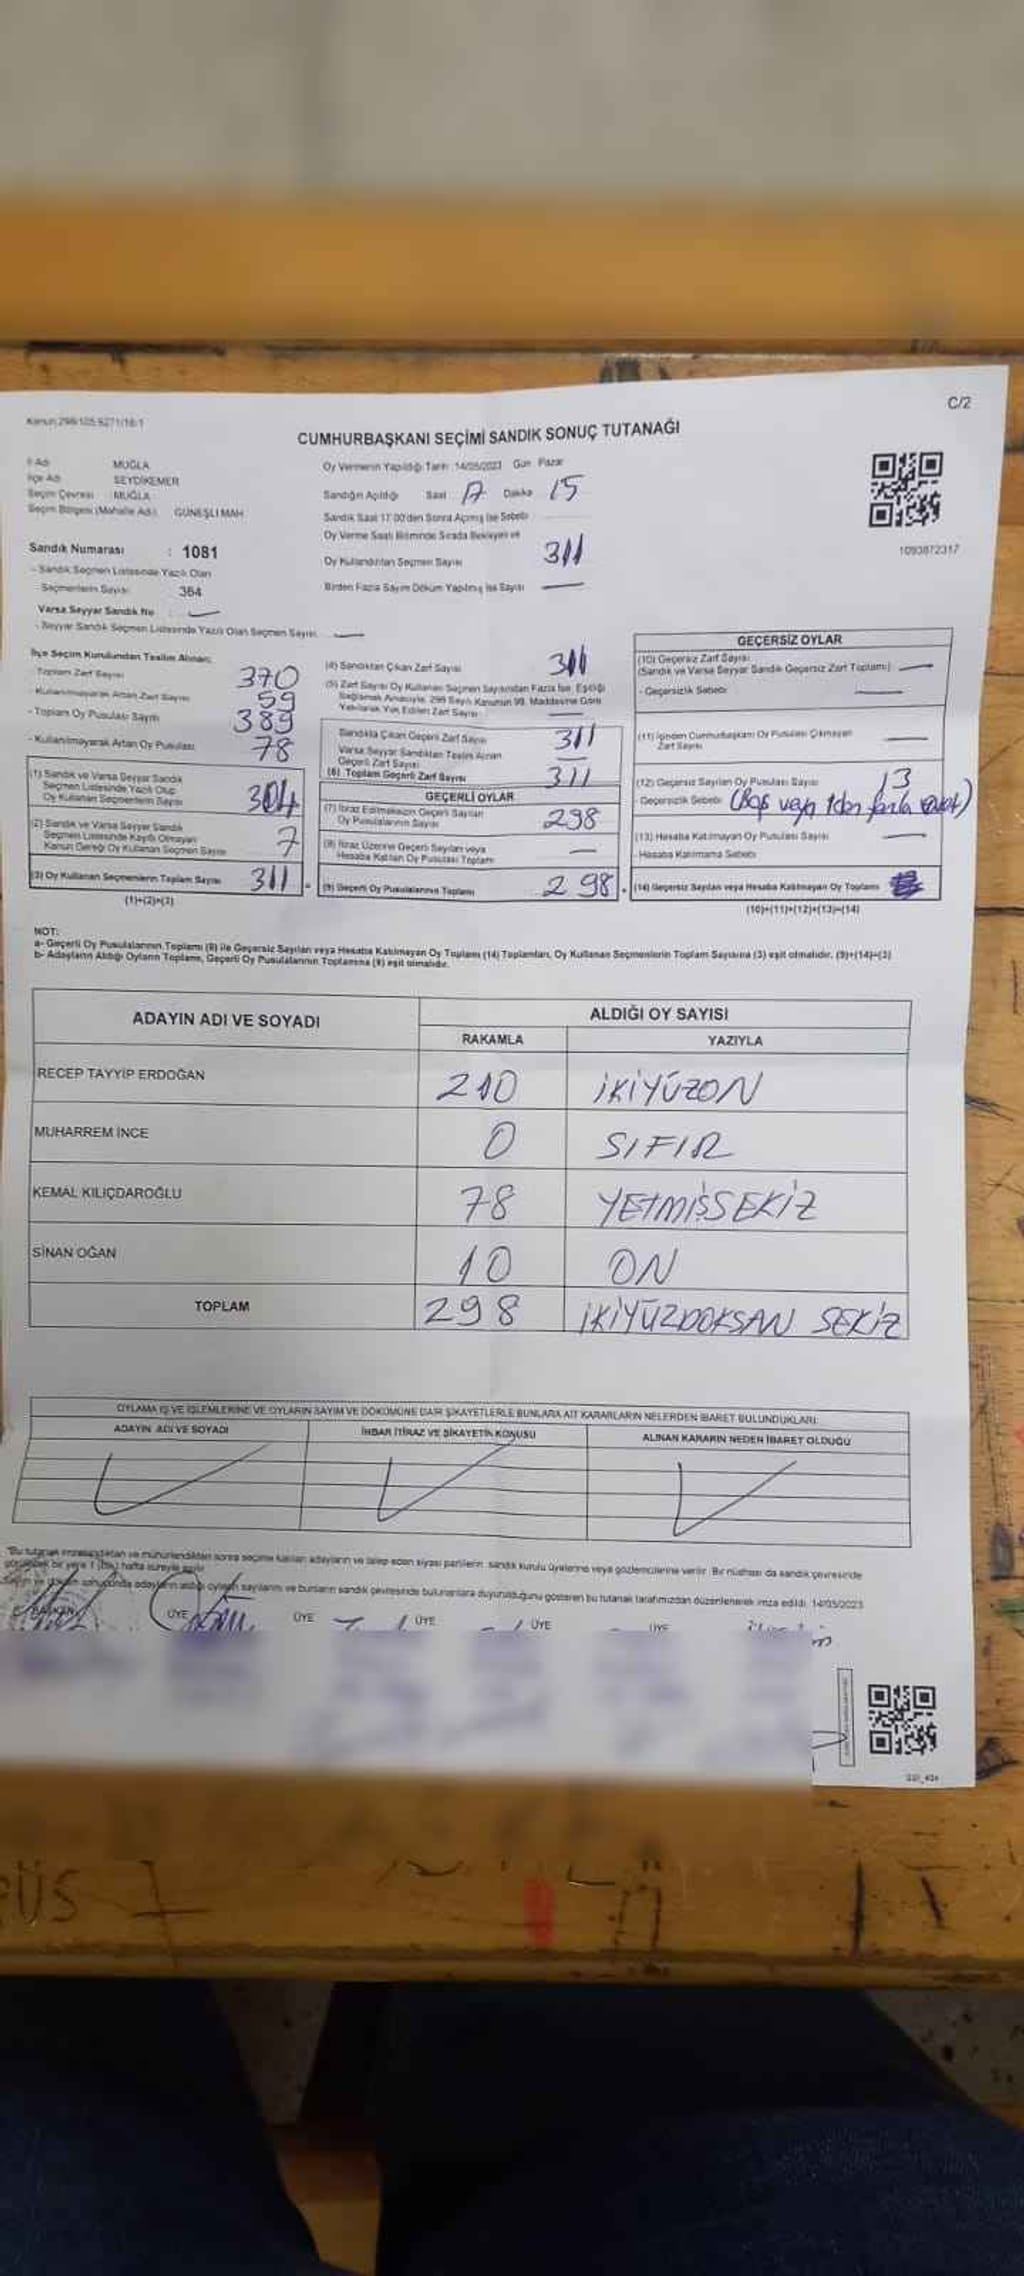 C/2
Kanun:298/105 6271/16/1
CUMHURBAŞKANI SEÇİMİ SANDIK SONUÇ TUTANAĞI
İl Adı MUĞLA
İlçe Adı SEYDİKEMER
Seçim Çevresi : MUĞLA
Seçim Bölgesi (Mahalle Adı) GÜNEŞLİ MAH
Oy Vermenin Yapıldığı Tarih: 14/05/2023 Gün Pazar
Sandığın Açıldığı Saat 17 Dakika 15
Sandık Saat 17:00'den Sonra Açılmış İse Sebebi
Oy Verme Saati Bitiminde Sırada Bekleyen ve
Oy Kullandırılan Seçmen Sayısı 311
Birden Fazla Sayım Döküm Yapılmış İse Sayısı —
1093872317
Sandık Numarası : 1081
- Sandık Seçmen Listesinde Yazılı Olan
Seçmenlerin Sayısı 364
Varsa Seyyar Sandık No : —
- Seyyar Sandık Seçmen Listesinde Yazılı Olan Seçmen Sayısı —
İlçe Seçim Kurulundan Teslim Alınan:
Toplam Zarf Sayısı 370
- Kullanılmayarak Artan Zarf Sayısı 59
- Toplam Oy Pusulası Sayısı 389
- Kullanılmayarak Artan Oy Pusulası 78
(1) Sandık ve Varsa Seyyar Sandık
Seçmen Listesinde Yazılı Olup
Oy Kullanan Seçmenlerin Sayısı 304
(2) Sandık ve Varsa Seyyar Sandık
Seçmen Listesinde Kayıtlı Olmayan
Kanun Gereği Oy Kullanan Seçmen Sayısı 7
(3) Oy Kullanan Seçmenlerin Toplam Sayısı 311 =
(1)+(2)=(3)
(4) Sandıktan Çıkan Zarf Sayısı 311
(5) Zarf Sayısı Oy Kullanan Seçmen Sayısından Fazla İse, Eşitliği
Sağlamak Amacıyla, 298 Sayılı Kanunun 98. Maddesine Göre
Yakılarak Yok Edilen Zarf Sayısı —
Sandıkta Çıkan Geçerli Zarf Sayısı 311
Varsa Seyyar Sandıktan Teslim Alınan
Geçerli Zarf Sayısı —
(6) Toplam Geçerli Zarf Sayısı 311
GEÇERLİ OYLAR
(7) İtiraz Edilmeksizin Geçerli Sayılan
Oy Pusulalarının Sayısı 298
(8) İtiraz Üzerine Geçerli Sayılan veya
Hesaba Katılan Oy Pusulası Toplamı —
(9) Geçerli Oy Pusulalarının Toplamı 298 +
GEÇERSİZ OYLAR
(10) Geçersiz Zarf Sayısı
(Sandık ve Varsa Seyyar Sandık Geçersiz Zarf Toplamı) —
- Geçersizlik Sebebi —
(11) İçinden Cumhurbaşkanı Oy Pusulası Çıkmayan
Zarf Sayısı —
(12) Geçersiz Sayılan Oy Pusulası Sayısı 13
- Geçersizlik Sebebi (Boş veya 1den fazla evet)
(13) Hesaba Katılmayan Oy Pusulası Sayısı —
- Hesaba Katılmama Sebebi
(14) Geçersiz Sayılan veya Hesaba Katılmayan Oy Toplamı
(10)+(11)+(12)+(13)=(14)
NOT:
a- Geçerli Oy Pusulalarının Toplamı (9) ile Geçersiz Sayılan veya Hesaba Katılmayan Oy Toplamı (14) Toplamları, Oy Kullanan Seçmenlerin Toplam Sayısına (3) eşit olmalıdır. (9)+(14)=(3)
b- Adayların Aldığı Oyların Toplamı, Geçerli Oy Pusulalarının Toplamına (9) eşit olmalıdır.
ADAYIN ADI VE SOYADI ALDIĞI OY SAYISI
RAKAMLA YAZIYLA
RECEP TAYYİP ERDOĞAN 210 İKİYÜZON
MUHARREM İNCE 0 SIFIR
KEMAL KILIÇDAROĞLU 78 YETMİŞSEKİZ
SİNAN OĞAN 10 ON
TOPLAM 298 İKİYÜZDOKSAN SEKİZ
OYLAMA İŞ VE İŞLEMLERİNE VE OYLARIN SAYIM VE DÖKÜMÜNE DAİR ŞİKAYETLERLE BUNLARA AİT KARARLARIN NELERDEN İBARET BULUNDUKLARI
ADAYIN ADI VE SOYADI İHBAR İTİRAZ VE ŞİKAYETİN KONUSU ALINAN KARARIN NEDEN İBARET OLDUĞU
"Bu tutanak imzalandıktan ve mühürlendikten sonra seçime katılan adayların ve talep eden siyasi partilerin sandık kurulu üyelerine veya gözlemcilerine verilir. Bir nüshası da sandık çevresinde
görülecek bir yere 1 (bir) hafta süreyle asılır.
Sayım ve döküm sonucunda adayların aldığı oyların sayılarını ve bunların sandık çevresinde bulunanlara duyurulduğunu gösteren bu tutanak tarafımızdan düzenlenerek imza edildi. 14/05/2023
BAŞKAN ÜYE ÜYE ÜYE ÜYE ÜYE
ÜS